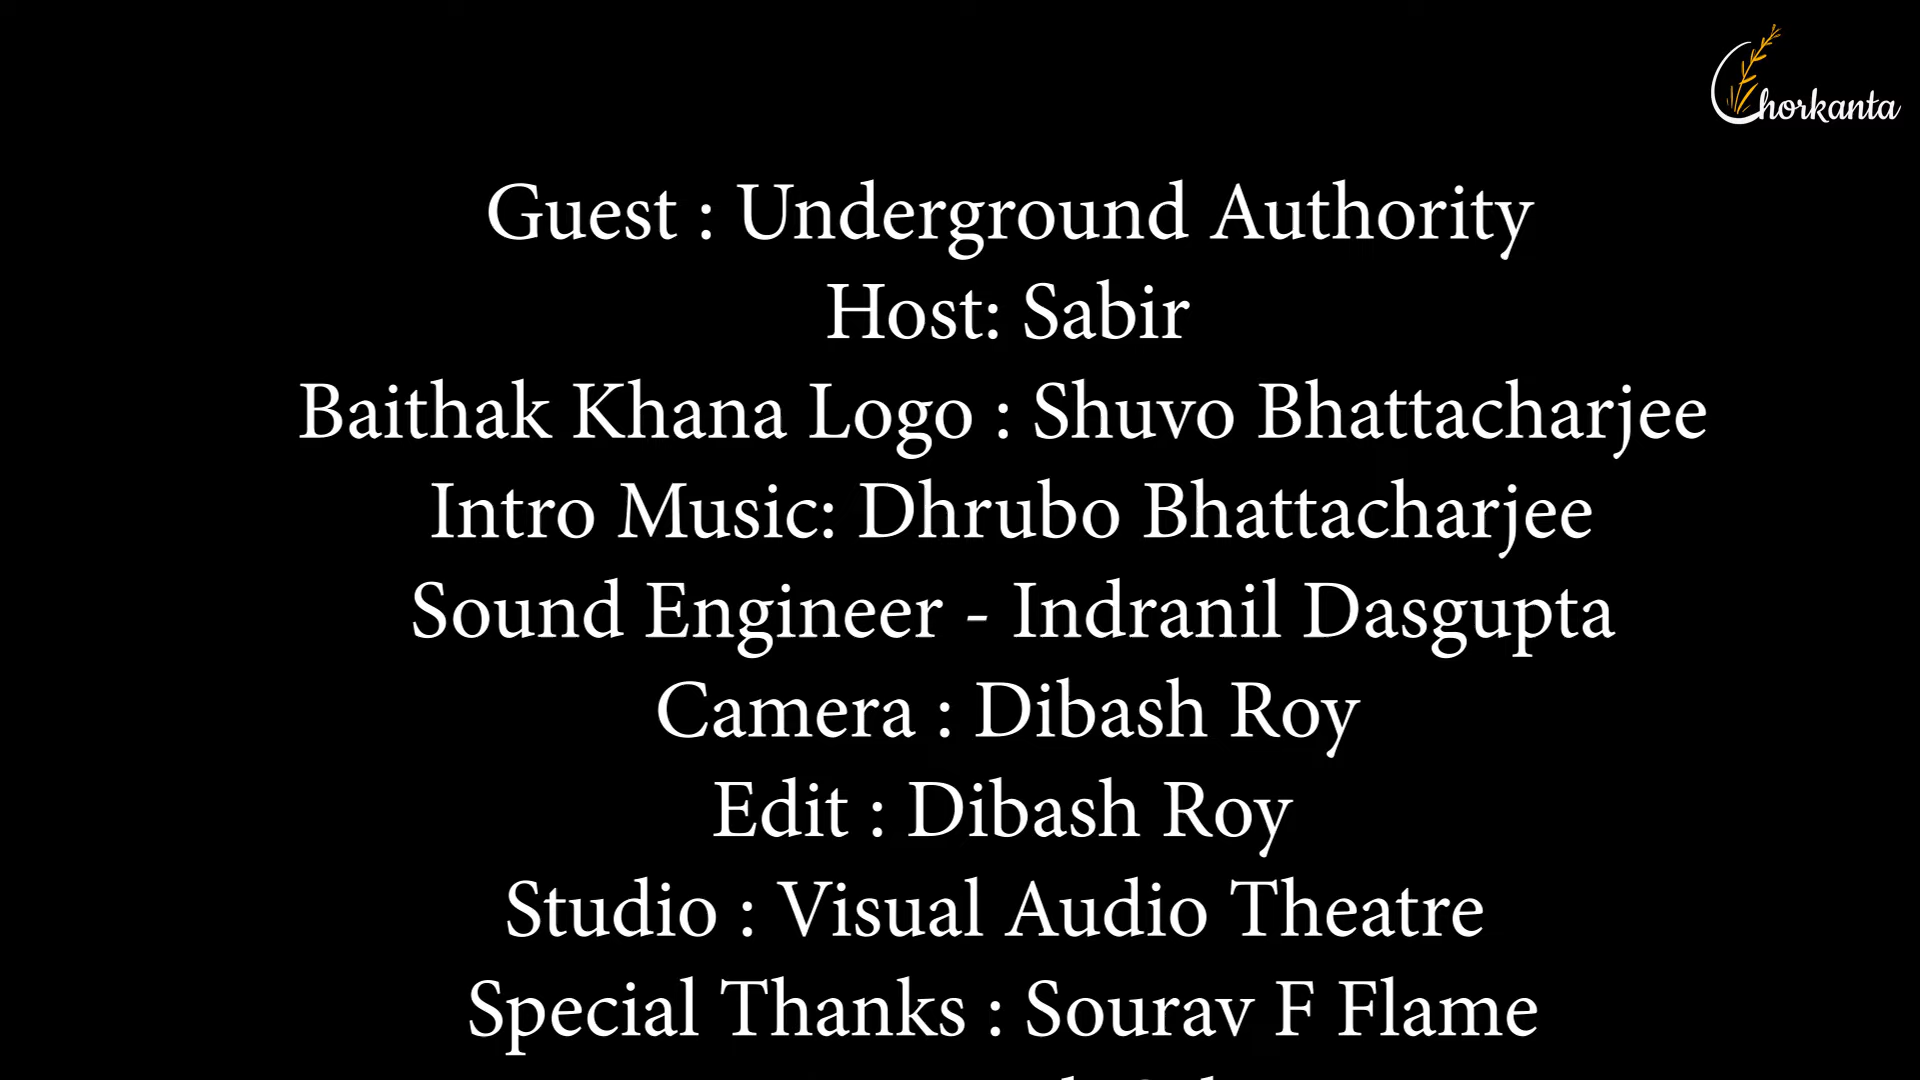 Chorkanta
Guest : Underground Authority
Host: Sabir
Baithak Khana Logo : Shuvo Bhattacharjee
Intro Music: Dhrubo Bhattacharjee
Sound Engineer - Indranil Dasgupta
Camera : Dibash Roy
Edit : Dibash Roy
Studio : Visual Audio Theatre
Special Thanks : Sourav F Flame